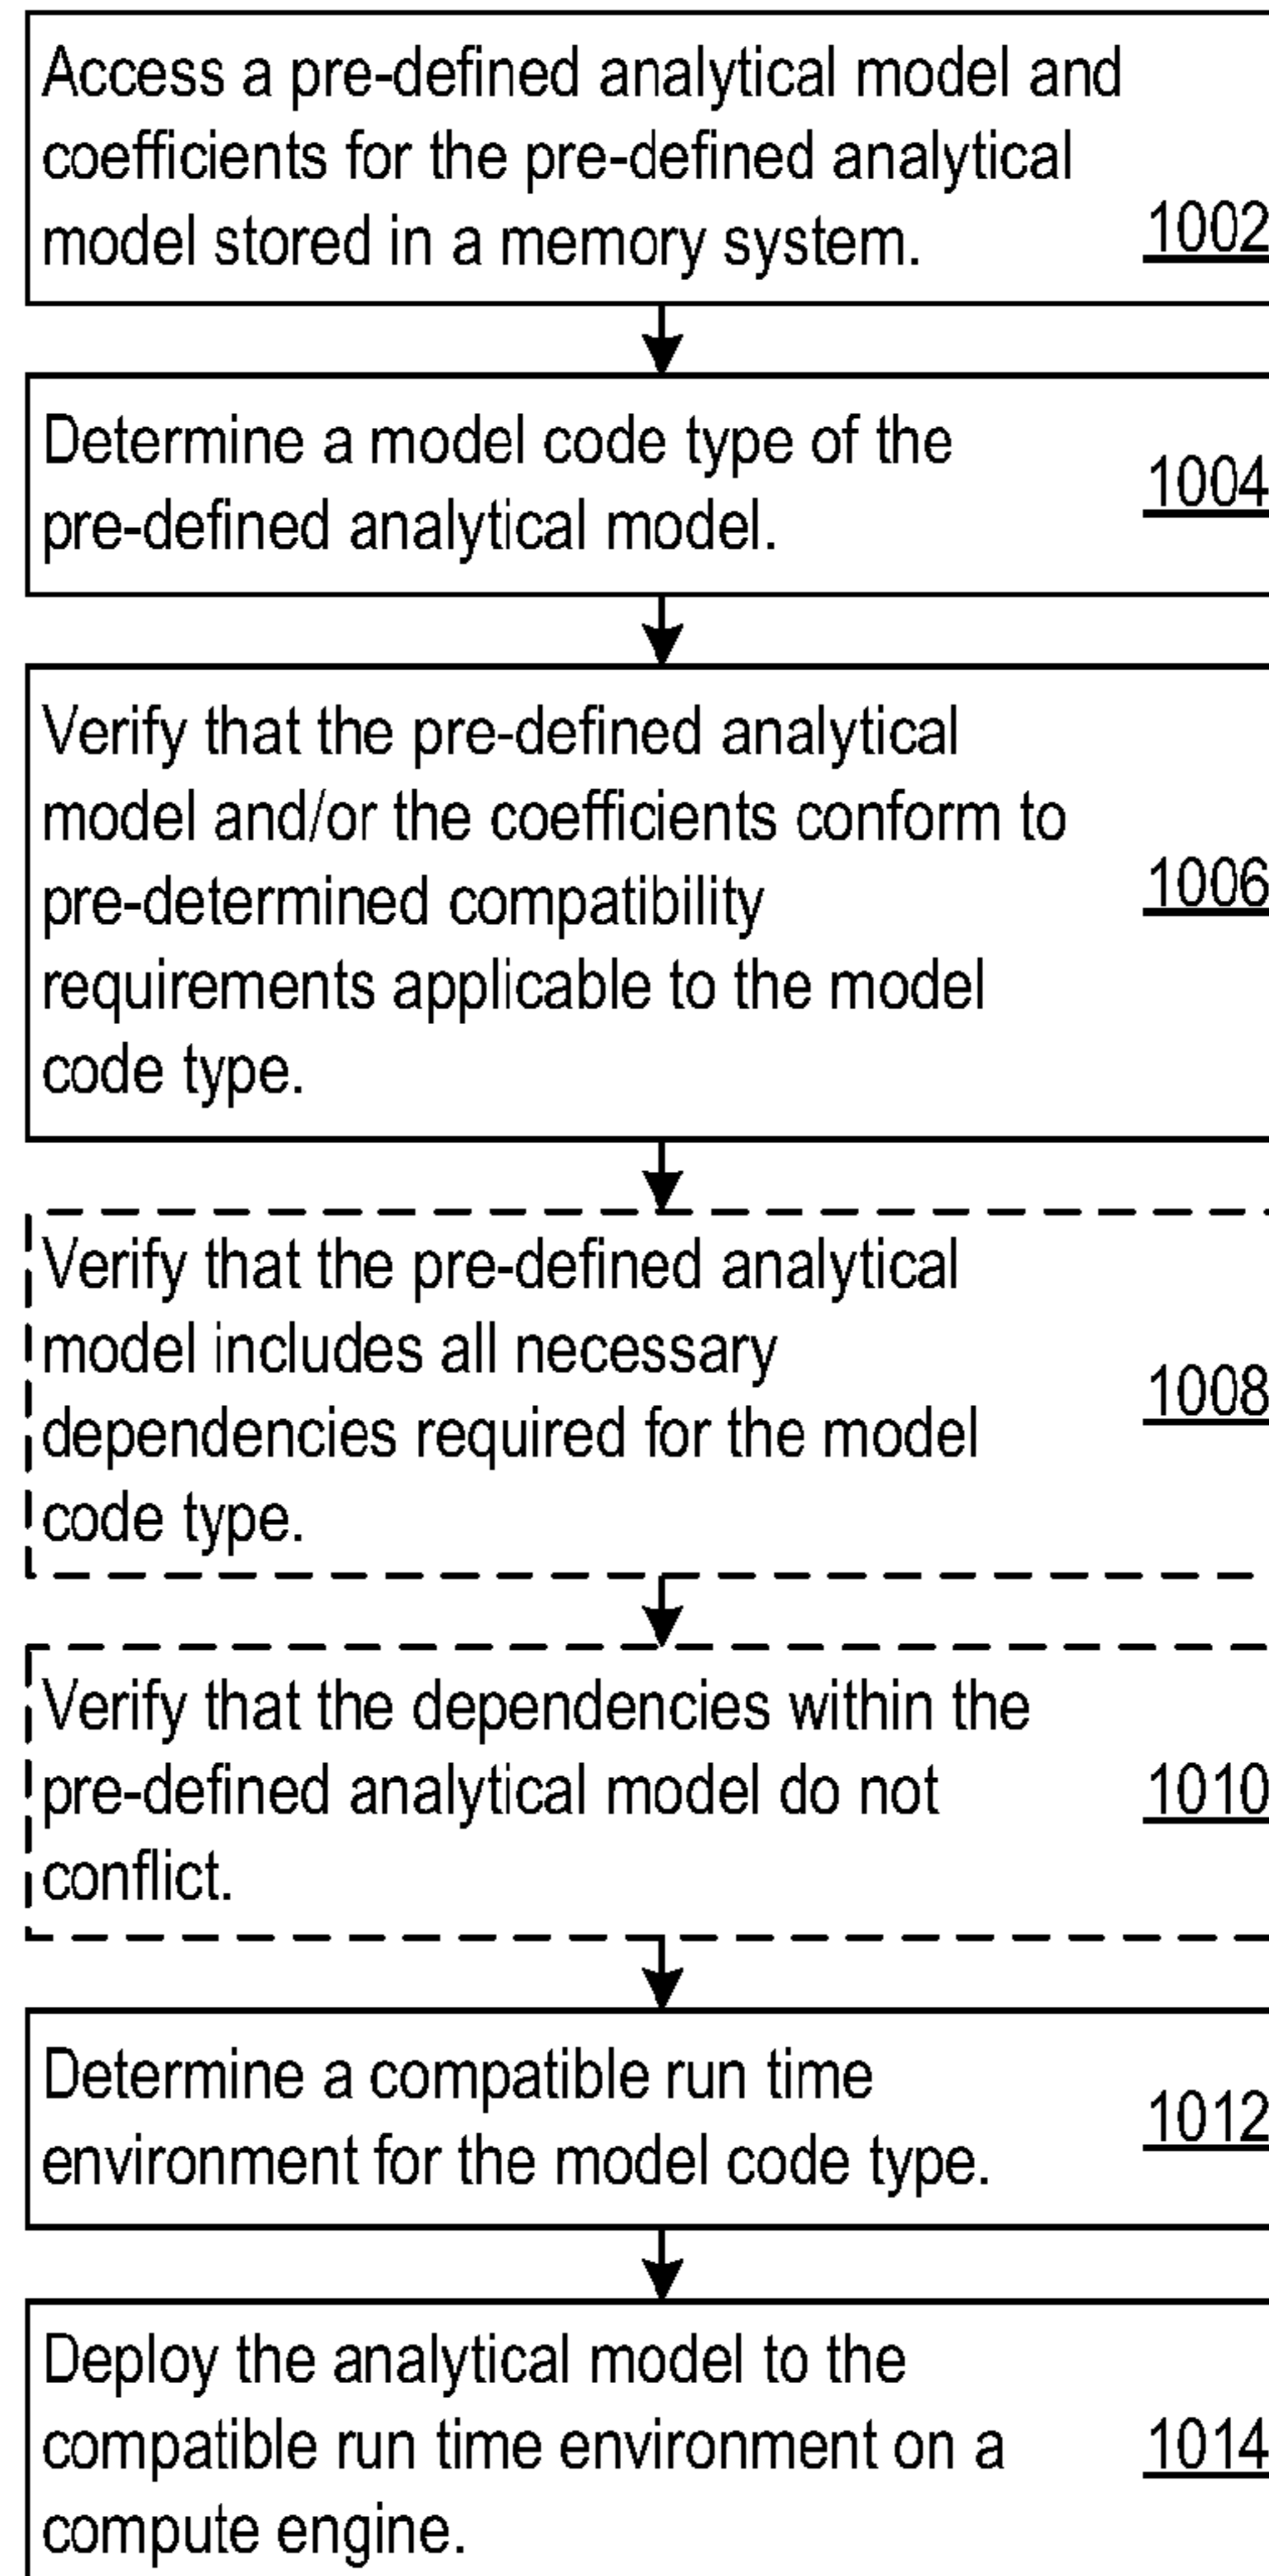 Access a pre-defined analytical model and
coefficients for the pre-defined analytical
model stored in a memory system.
1002
Determine a model code type of the
pre-defined analytical model.
1004
Verify that the pre-defined analytical
model and/or the coefficients conform to
pre-determined compatibility
requirements applicable to the model
code type.
1006
Verify that the pre-defined analytical
model includes all necessary
dependencies required for the model
code type.
1008
Verify that the dependencies within the
pre-defined analytical model do not
conflict.
1010
Determine a compatible run time
environment for the model code type.
1012
Deploy the analytical model to the
compatible run time environment on a
compute engine.
1014